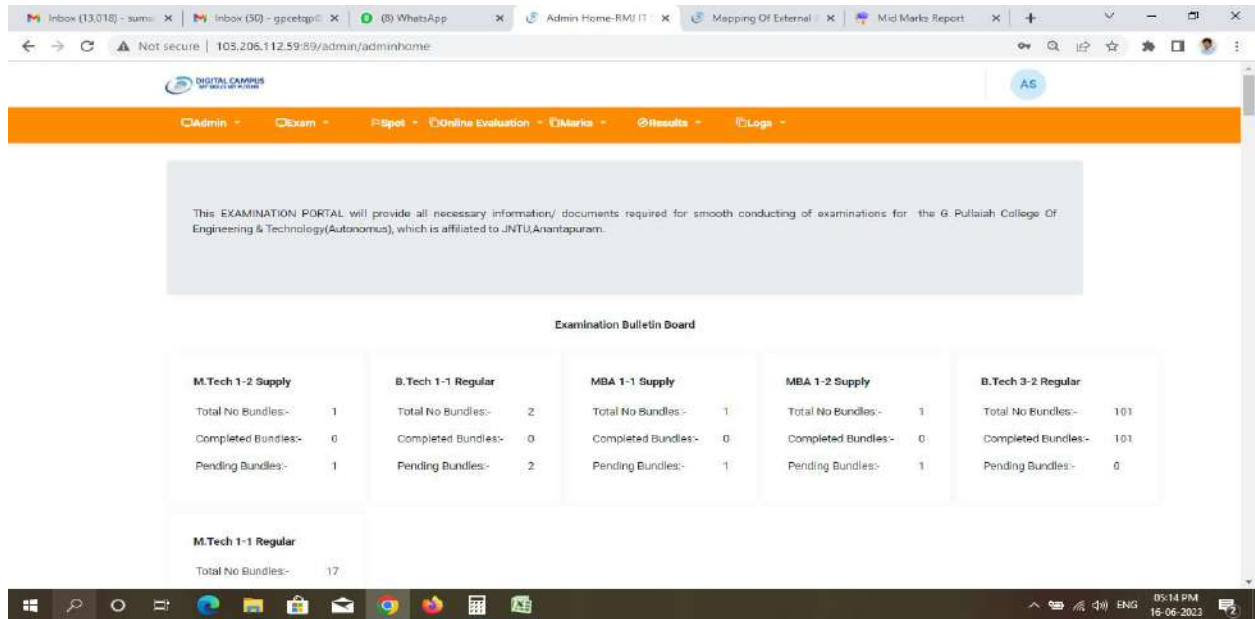 Inbox (13,018) - suma
Inbox (50) - gpcetqp
(8) WhatsApp
Admin Home-RMJ IT
Mapping Of External
Mid Marks Report
Not secure | 103.206.112.59:89/admin/adminhome
DIGITAL CAMPUS
AS
Admin
Exam
Spot
Online Evaluation
Marks
Results
Logs
This EXAMINATION PORTAL will provide all necessary information/ documents required for smooth conducting of examinations for the G Pullaiah College Of
Engineering & Technology(Autonomus), which is affiliated to JNTU,Anantapuram.
Examination Bulletin Board
M.Tech 1-2 Supply
Total No Bundles:- 1
Completed Bundles:- 0
Pending Bundles:- 1
B.Tech 1-1 Regular
Total No Bundles:- 2
Completed Bundles:- 0
Pending Bundles:- 2
MBA 1-1 Supply
Total No Bundles:- 1
Completed Bundles:- 0
Pending Bundles:- 1
MBA 1-2 Supply
Total No Bundles:- 1
Completed Bundles:- 0
Pending Bundles:- 1
B.Tech 3-2 Regular
Total No Bundles:- 101
Completed Bundles:- 101
Pending Bundles:- 0
M.Tech 1-1 Regular
Total No Bundles:- 17
ENG
05:14 PM
16-06-2023
2